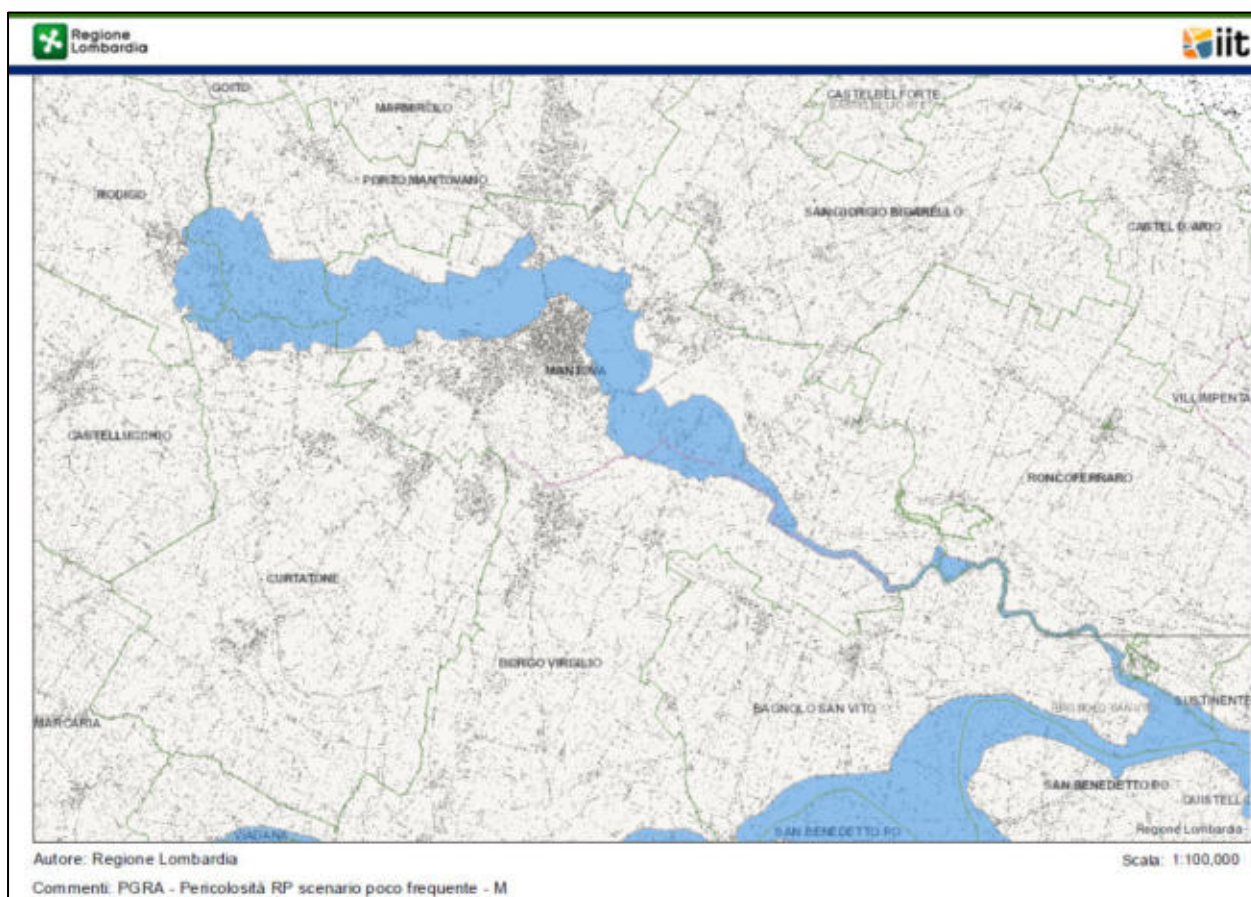 Regione
Lombardia
iit
GOITO
MARMIROLO
CASTELBELFORTE
RODIGO
PORTO MANTOVANO
SAN GIORGIO BIGARELLO
CASTEL D'ARIO
MANTOVA
VILLIMPENTA
CASTELLUCCHIO
RONCOFERRARO
CURTATONE
BORGO VIRGILIO
MARCARIA
BAGNOLO SAN VITO
SUSTINENTE
SAN BENEDETTO PO
QUISTELLO
VIADANA
SAN BENEDETTO PO
Regione Lombardia -
Autore: Regione Lombardia
Scala: 1:100,000
Commenti: PGRA - Pericolosità RP scenario poco frequente - M